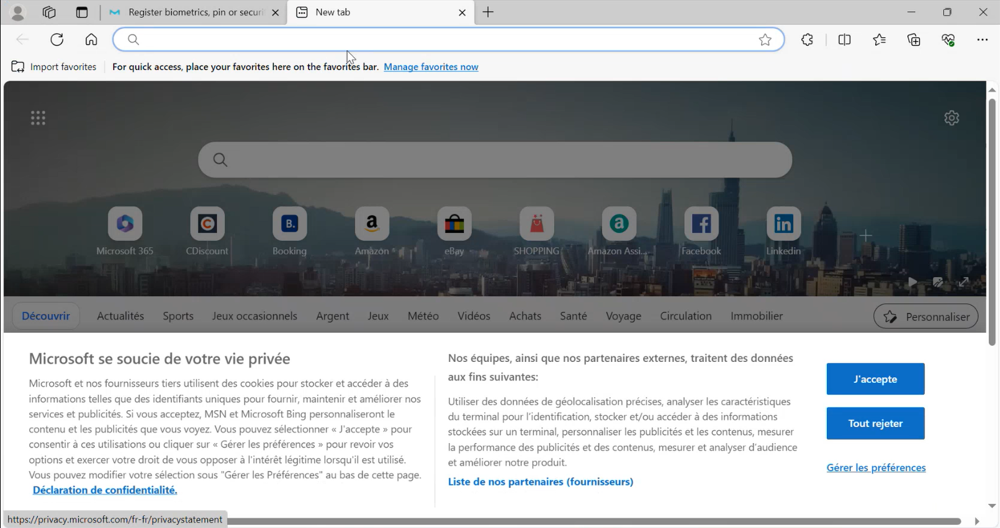 Register biometrics, pin or securi
New tab
Import favorites
For quick access, place your favorites here on the favorites bar. Manage favorites now
Microsoft 365
CDiscount
Booking
Amazon
eBay
SHOPPING
Amazon Assi...
Facebook
Linkedin
Découvrir
Actualités
Sports
Jeux occasionnels
Argent
Jeux
Météo
Vidéos
Achats
Santé
Voyage
Circulation
Immobilier
Personnaliser
Microsoft se soucie de votre vie privée
Microsoft et nos fournisseurs tiers utilisent des cookies pour stocker et accéder à des
informations telles que des identifiants uniques pour fournir, maintenir et améliorer nos
services et publicités. Si vous acceptez, MSN et Microsoft Bing personnaliseront le
contenu et les publicités que vous voyez. Vous pouvez sélectionner « J'accepte » pour
consentir à ces utilisations ou cliquer sur « Gérer les préférences » pour revoir vos
options et exercer votre droit de vous opposer à l'intérêt légitime lorsqu'il est utilisé.
Vous pouvez modifier votre sélection sous "Gérer les Préférences" au bas de cette page.
Déclaration de confidentialité.
Nos équipes, ainsi que nos partenaires externes, traitent des données
aux fins suivantes:
Utiliser des données de géolocalisation précises, analyser les caractéristiques
du terminal pour l'identification, stocker et/ou accéder à des informations
stockées sur un terminal, personnaliser les publicités et les contenus, mesurer
la performance des publicités et des contenus, mesurer et analyser d'audience
et améliorer notre produit.
Liste de nos partenaires (fournisseurs)
J'accepte
Tout rejeter
Gérer les préférences
https://privacy.microsoft.com/fr-fr/privacystatement